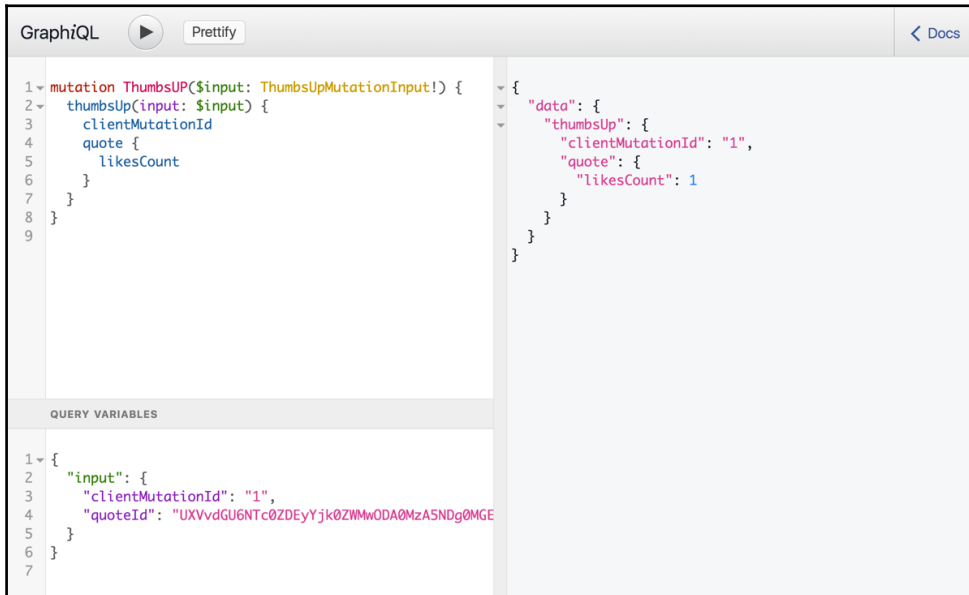 GraphiQL Prettify Docs
1 mutation ThumbsUP($input: ThumbsUpMutationInput!) {
2 thumbsUp(input: $input) {
3 clientMutationId
4 quote {
5 likesCount
6 }
7 }
8 }
9
QUERY VARIABLES
1 {
2 "input": {
3 "clientMutationId": "1",
4 "quoteId": "UXVvdGU6NTc0ZDEyYjk0ZWMwODA0MzA5NDg0MGE
5 }
6 }
7
{
"data": {
"thumbsUp": {
"clientMutationId": "1",
"quote": {
"likesCount": 1
}
}
}
}